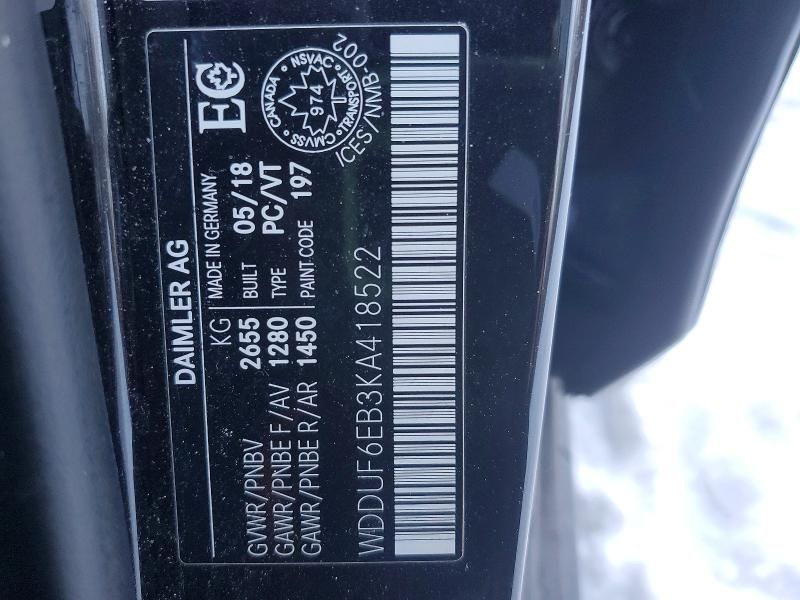 DAIMLER AG
KG MADE IN GERMANY
GVWR/PNBV 2655 BUILT 05/18
GAWR/PNBE F/AV 1280 TYPE PC/VT
GAWR/PNBE R/AR 1450 PAINT CODE 197
WDDUF6EB3KA418522
EC
CANADA NSVAC TRANSPORT CMVSS 974
ICES/NMB-002